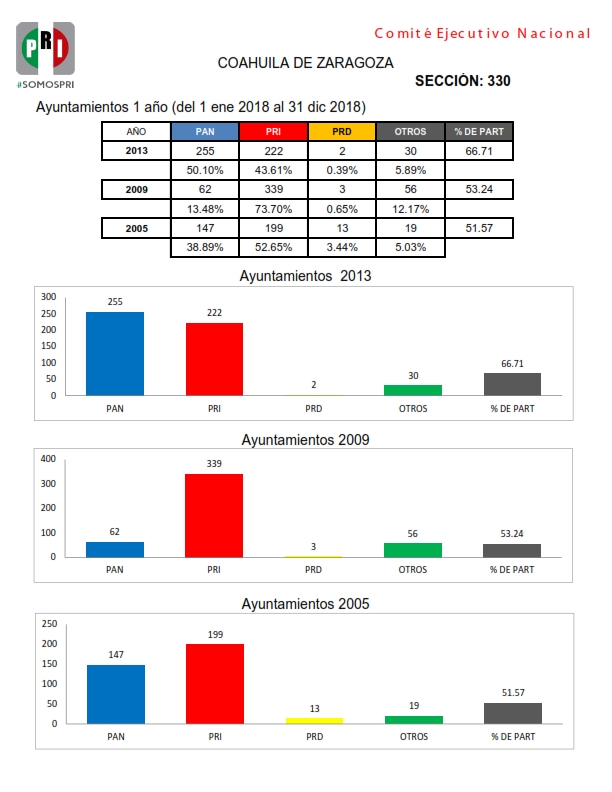 Comité Ejecutivo Nacional
PRI
#SOMOSPRI
COAHUILA DE ZARAGOZA
SECCIÓN: 330
Ayuntamientos 1 año (del 1 ene 2018 al 31 dic 2018)
AÑO PAN PRI PRD OTROS % DE PART
2013 255 222 2 30 66.71
50.10% 43.61% 0.39% 5.89%
2009 62 339 3 56 53.24
13.48% 73.70% 0.65% 12.17%
2005 147 199 13 19 51.57
38.89% 52.65% 3.44% 5.03%
Ayuntamientos 2013
300
250
200
150
100
50
0
255
222
2
30
66.71
PAN PRI PRD OTROS % DE PART
Ayuntamientos 2009
400
300
200
100
0
62
339
3
56
53.24
PAN PRI PRD OTROS % DE PART
Ayuntamientos 2005
250
200
150
100
50
0
147
199
13
19
51.57
PAN PRI PRD OTROS % DE PART